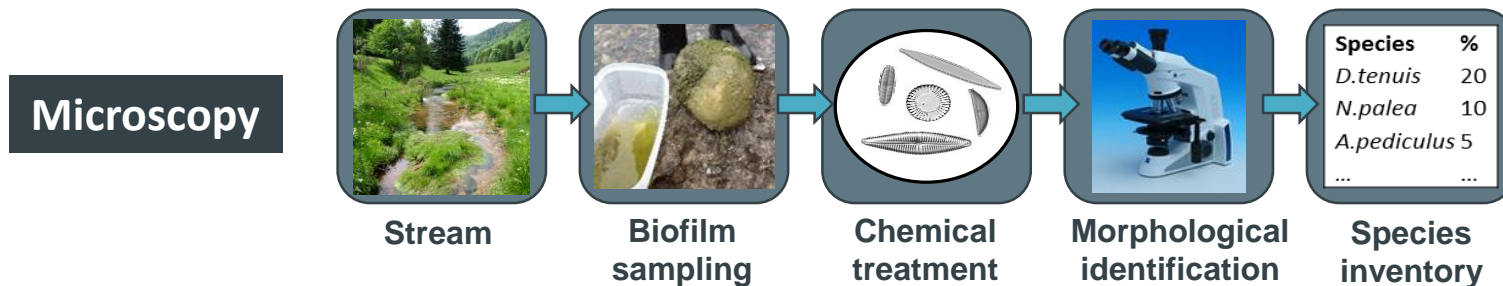 Microscopy
Species %
D.tenuis 20
N.palea 10
A.pediculus 5
... ...
Stream
Biofilm
sampling
Chemical
treatment
Morphological
identification
Species
inventory